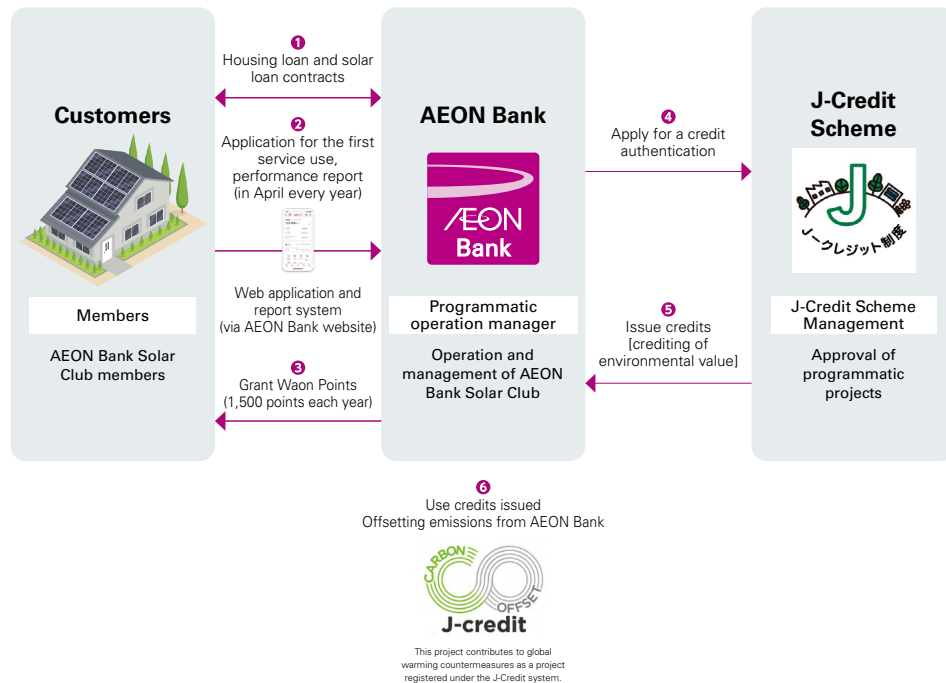 Customers
Members
AEON Bank Solar
Club members
1
Housing loan and solar
loan contracts
2
Application for the first
service use,
performance report
(in April every year)
Web application and
report system
(via AEON Bank website)
3
Grant Waon Points
(1,500 points each year)
AEON Bank
ÆON
Bank
Programmatic
operation manager
Operation and
management of AEON
Bank Solar Club
4
Apply for a credit
authentication
5
Issue credits
[crediting of
environmental value]
J-Credit
Scheme
J
Jークレジット制度
J-Credit Scheme
Management
Approval of
programmatic
projects
6
Use credits issued
Offsetting emissions from AEON Bank
CARBON
OFFSET
J-credit
This project contributes to global
warming countermeasures as a project
registered under the J-Credit system.